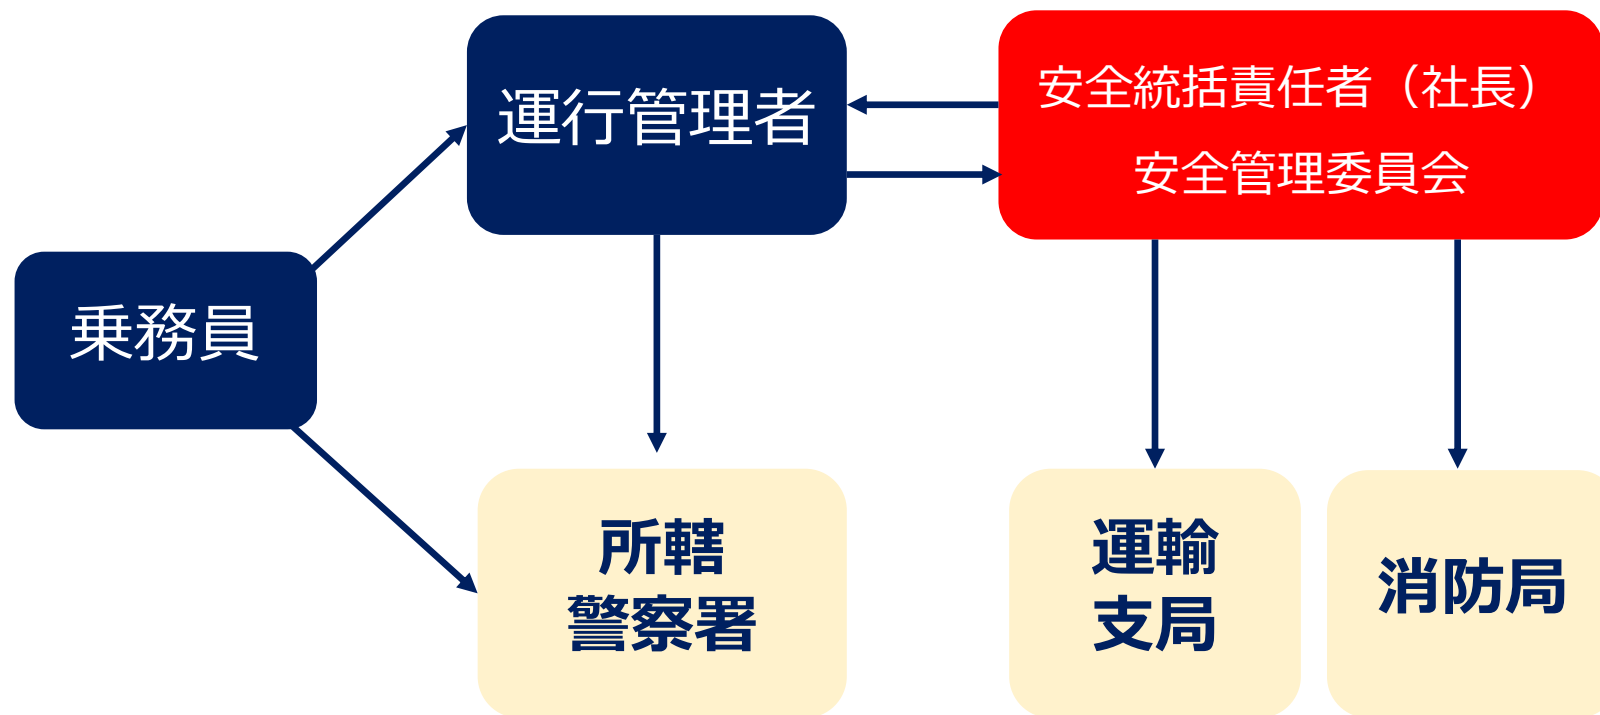 運行管理者
安全統括責任者（社長）
安全管理委員会
乗務員
所轄
警察署
運輸
支局
消防局